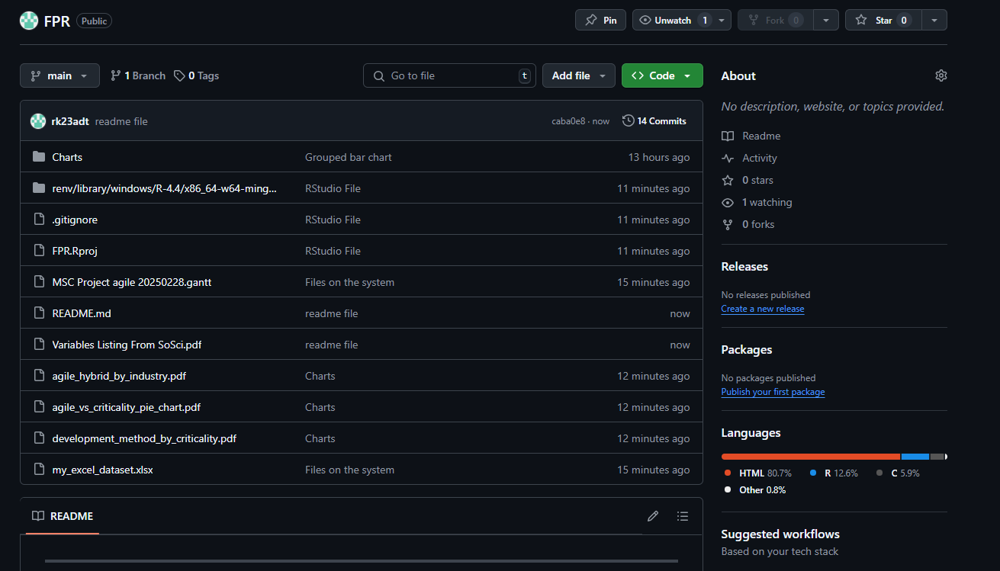 FPR Public Pin Unwatch 1 Fork 0 Star 0
main 1 Branch 0 Tags Go to file t Add file Code
rk23adt readme file caba0e8 · now 14 Commits
Charts Grouped bar chart 13 hours ago
renv/library/windows/R-4.4/x86_64-w64-ming... RStudio File 11 minutes ago
.gitignore RStudio File 11 minutes ago
FPR.Rproj RStudio File 11 minutes ago
MSC Project agile 20250228.gantt Files on the system 15 minutes ago
README.md readme file now
Variables Listing From SoSci.pdf readme file now
agile_hybrid_by_industry.pdf Charts 12 minutes ago
agile_vs_criticality_pie_chart.pdf Charts 12 minutes ago
development_method_by_criticality.pdf Charts 12 minutes ago
my_excel_dataset.xlsx Files on the system 15 minutes ago
README
About
No description, website, or topics provided.
Readme
Activity
0 stars
1 watching
0 forks
Releases
No releases published
Create a new release
Packages
No packages published
Publish your first package
Languages
HTML 80.7% R 12.6% C 5.9%
Other 0.8%
Suggested workflows
Based on your tech stack